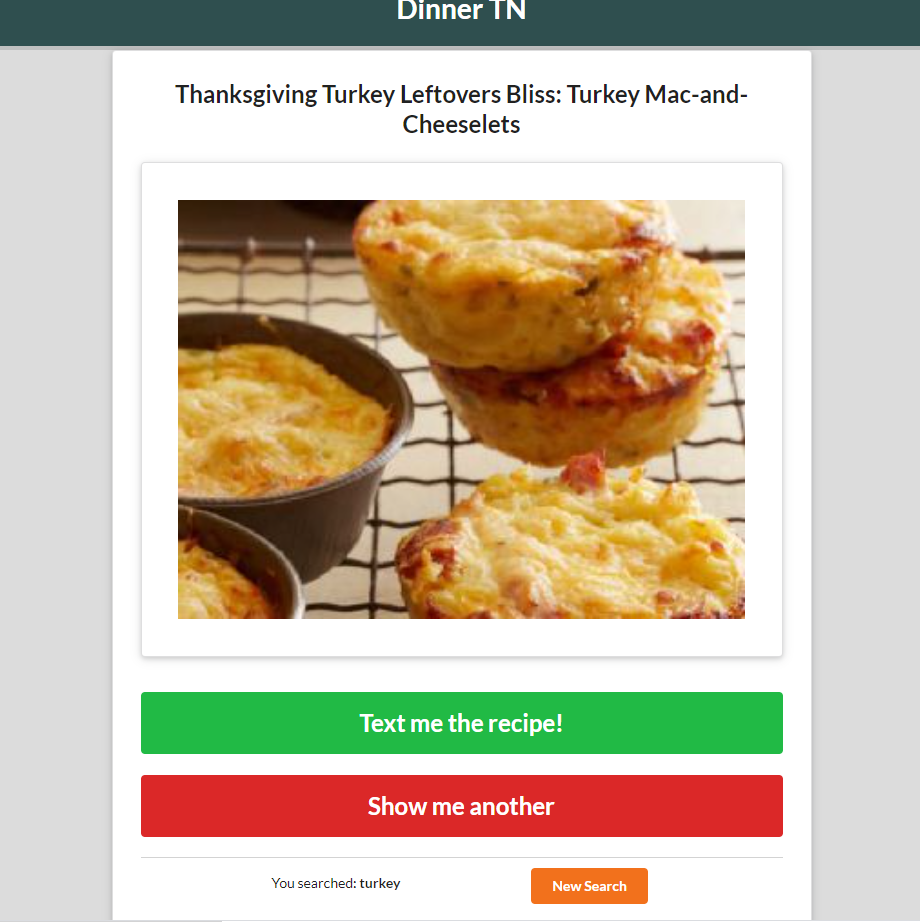 Dinner TN
Thanksgiving Turkey Leftovers Bliss: Turkey Mac-and-
Cheeselets
Text me the recipe!
Show me another
You searched: turkey
New Search